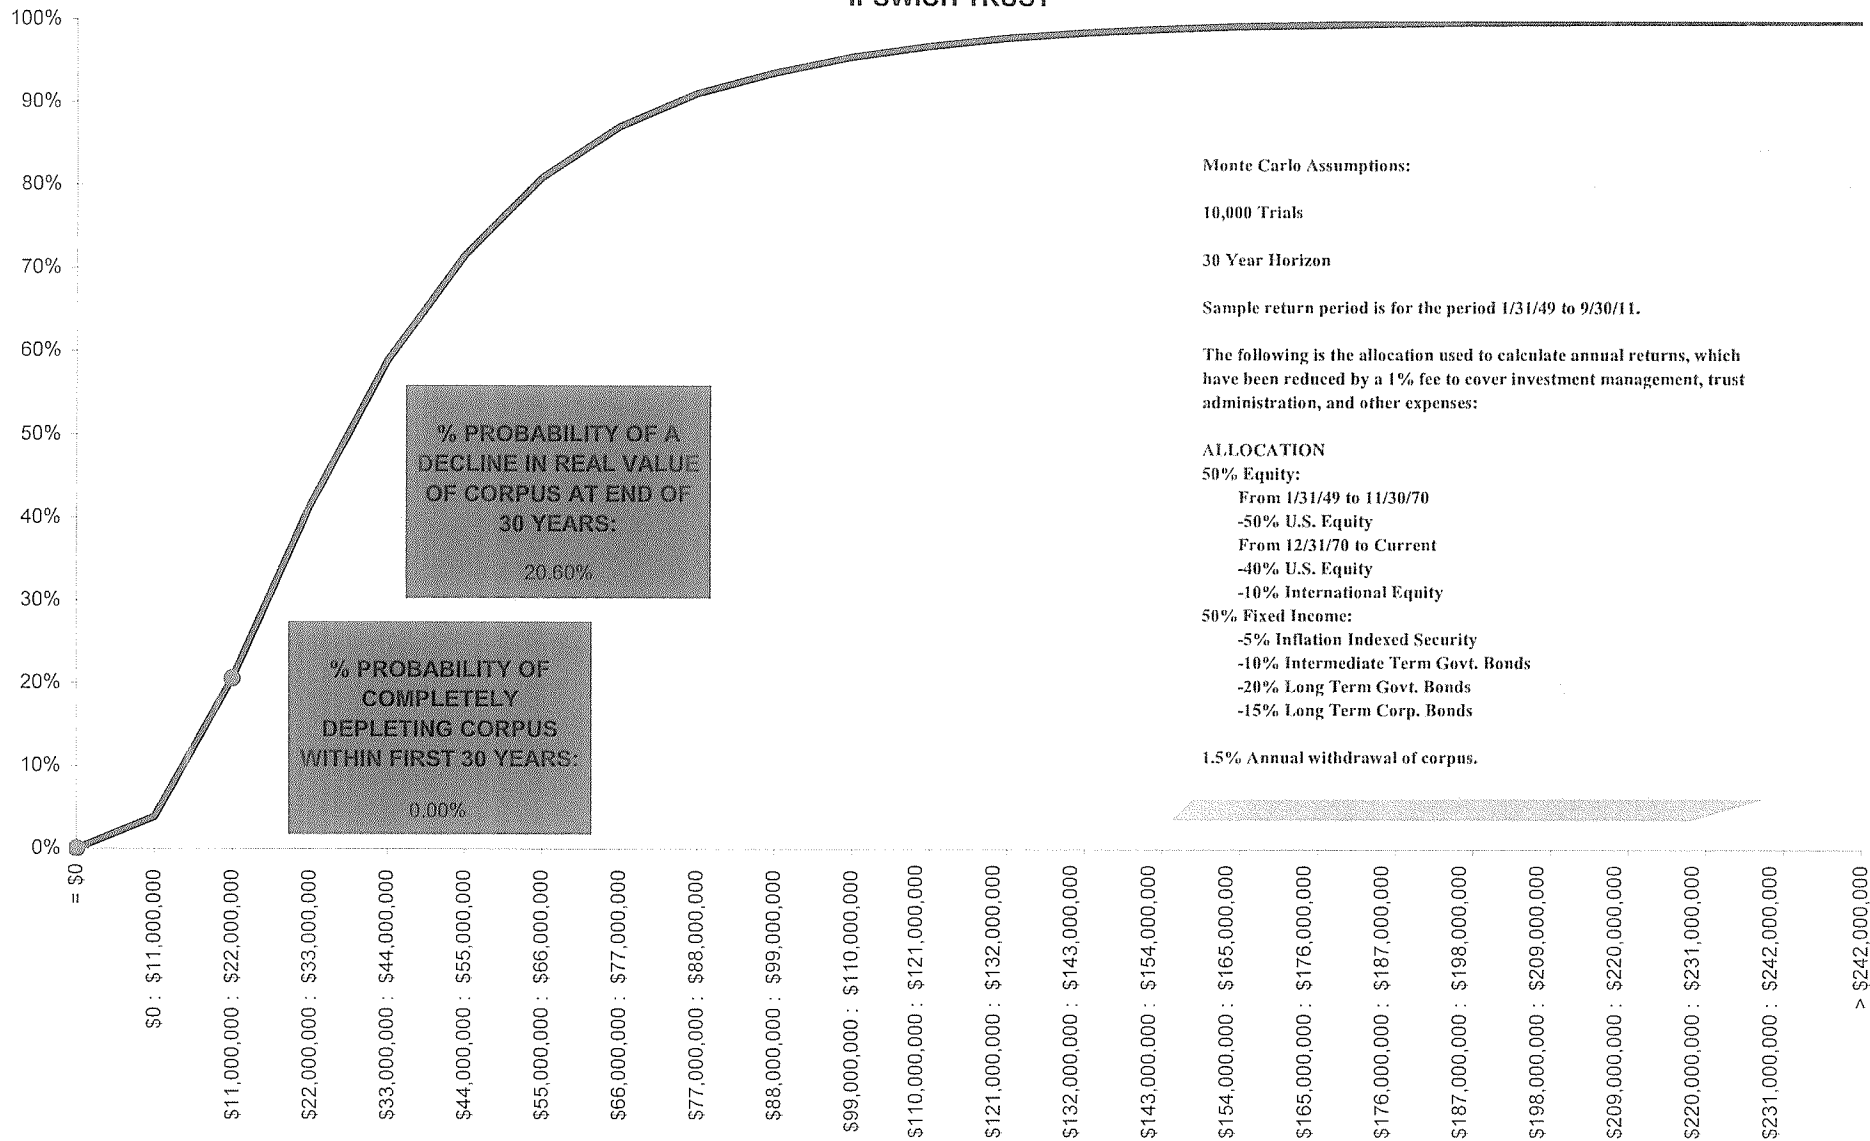 IPSWICH TRUST
100%
90%
80%
70%
60%
50%
40%
30%
20%
10%
0%
% PROBABILITY OF A
DECLINE IN REAL VALUE
OF CORPUS AT END OF
30 YEARS:
20.60%
% PROBABILITY OF
COMPLETELY
DEPLETING CORPUS
WITHIN FIRST 30 YEARS:
0.00%
Monte Carlo Assumptions:
10,000 Trials
30 Year Horizon
Sample return period is for the period 1/31/49 to 9/30/11.
The following is the allocation used to calculate annual returns, which
have been reduced by a 1% fee to cover investment management, trust
administration, and other expenses:
ALLOCATION
50% Equity:
From 1/31/49 to 11/30/70
-50% U.S. Equity
From 12/31/70 to Current
-40% U.S. Equity
-10% International Equity
50% Fixed Income:
-5% Inflation Indexed Security
-10% Intermediate Term Govt. Bonds
-20% Long Term Govt. Bonds
-15% Long Term Corp. Bonds
1.5% Annual withdrawal of corpus.
= $0
$0 : $11,000,000
$11,000,000 : $22,000,000
$22,000,000 : $33,000,000
$33,000,000 : $44,000,000
$44,000,000 : $55,000,000
$55,000,000 : $66,000,000
$66,000,000 : $77,000,000
$77,000,000 : $88,000,000
$88,000,000 : $99,000,000
$99,000,000 : $110,000,000
$110,000,000 : $121,000,000
$121,000,000 : $132,000,000
$132,000,000 : $143,000,000
$143,000,000 : $154,000,000
$154,000,000 : $165,000,000
$165,000,000 : $176,000,000
$176,000,000 : $187,000,000
$187,000,000 : $198,000,000
$198,000,000 : $209,000,000
$209,000,000 : $220,000,000
$220,000,000 : $231,000,000
$231,000,000 : $242,000,000
> $242,000,000